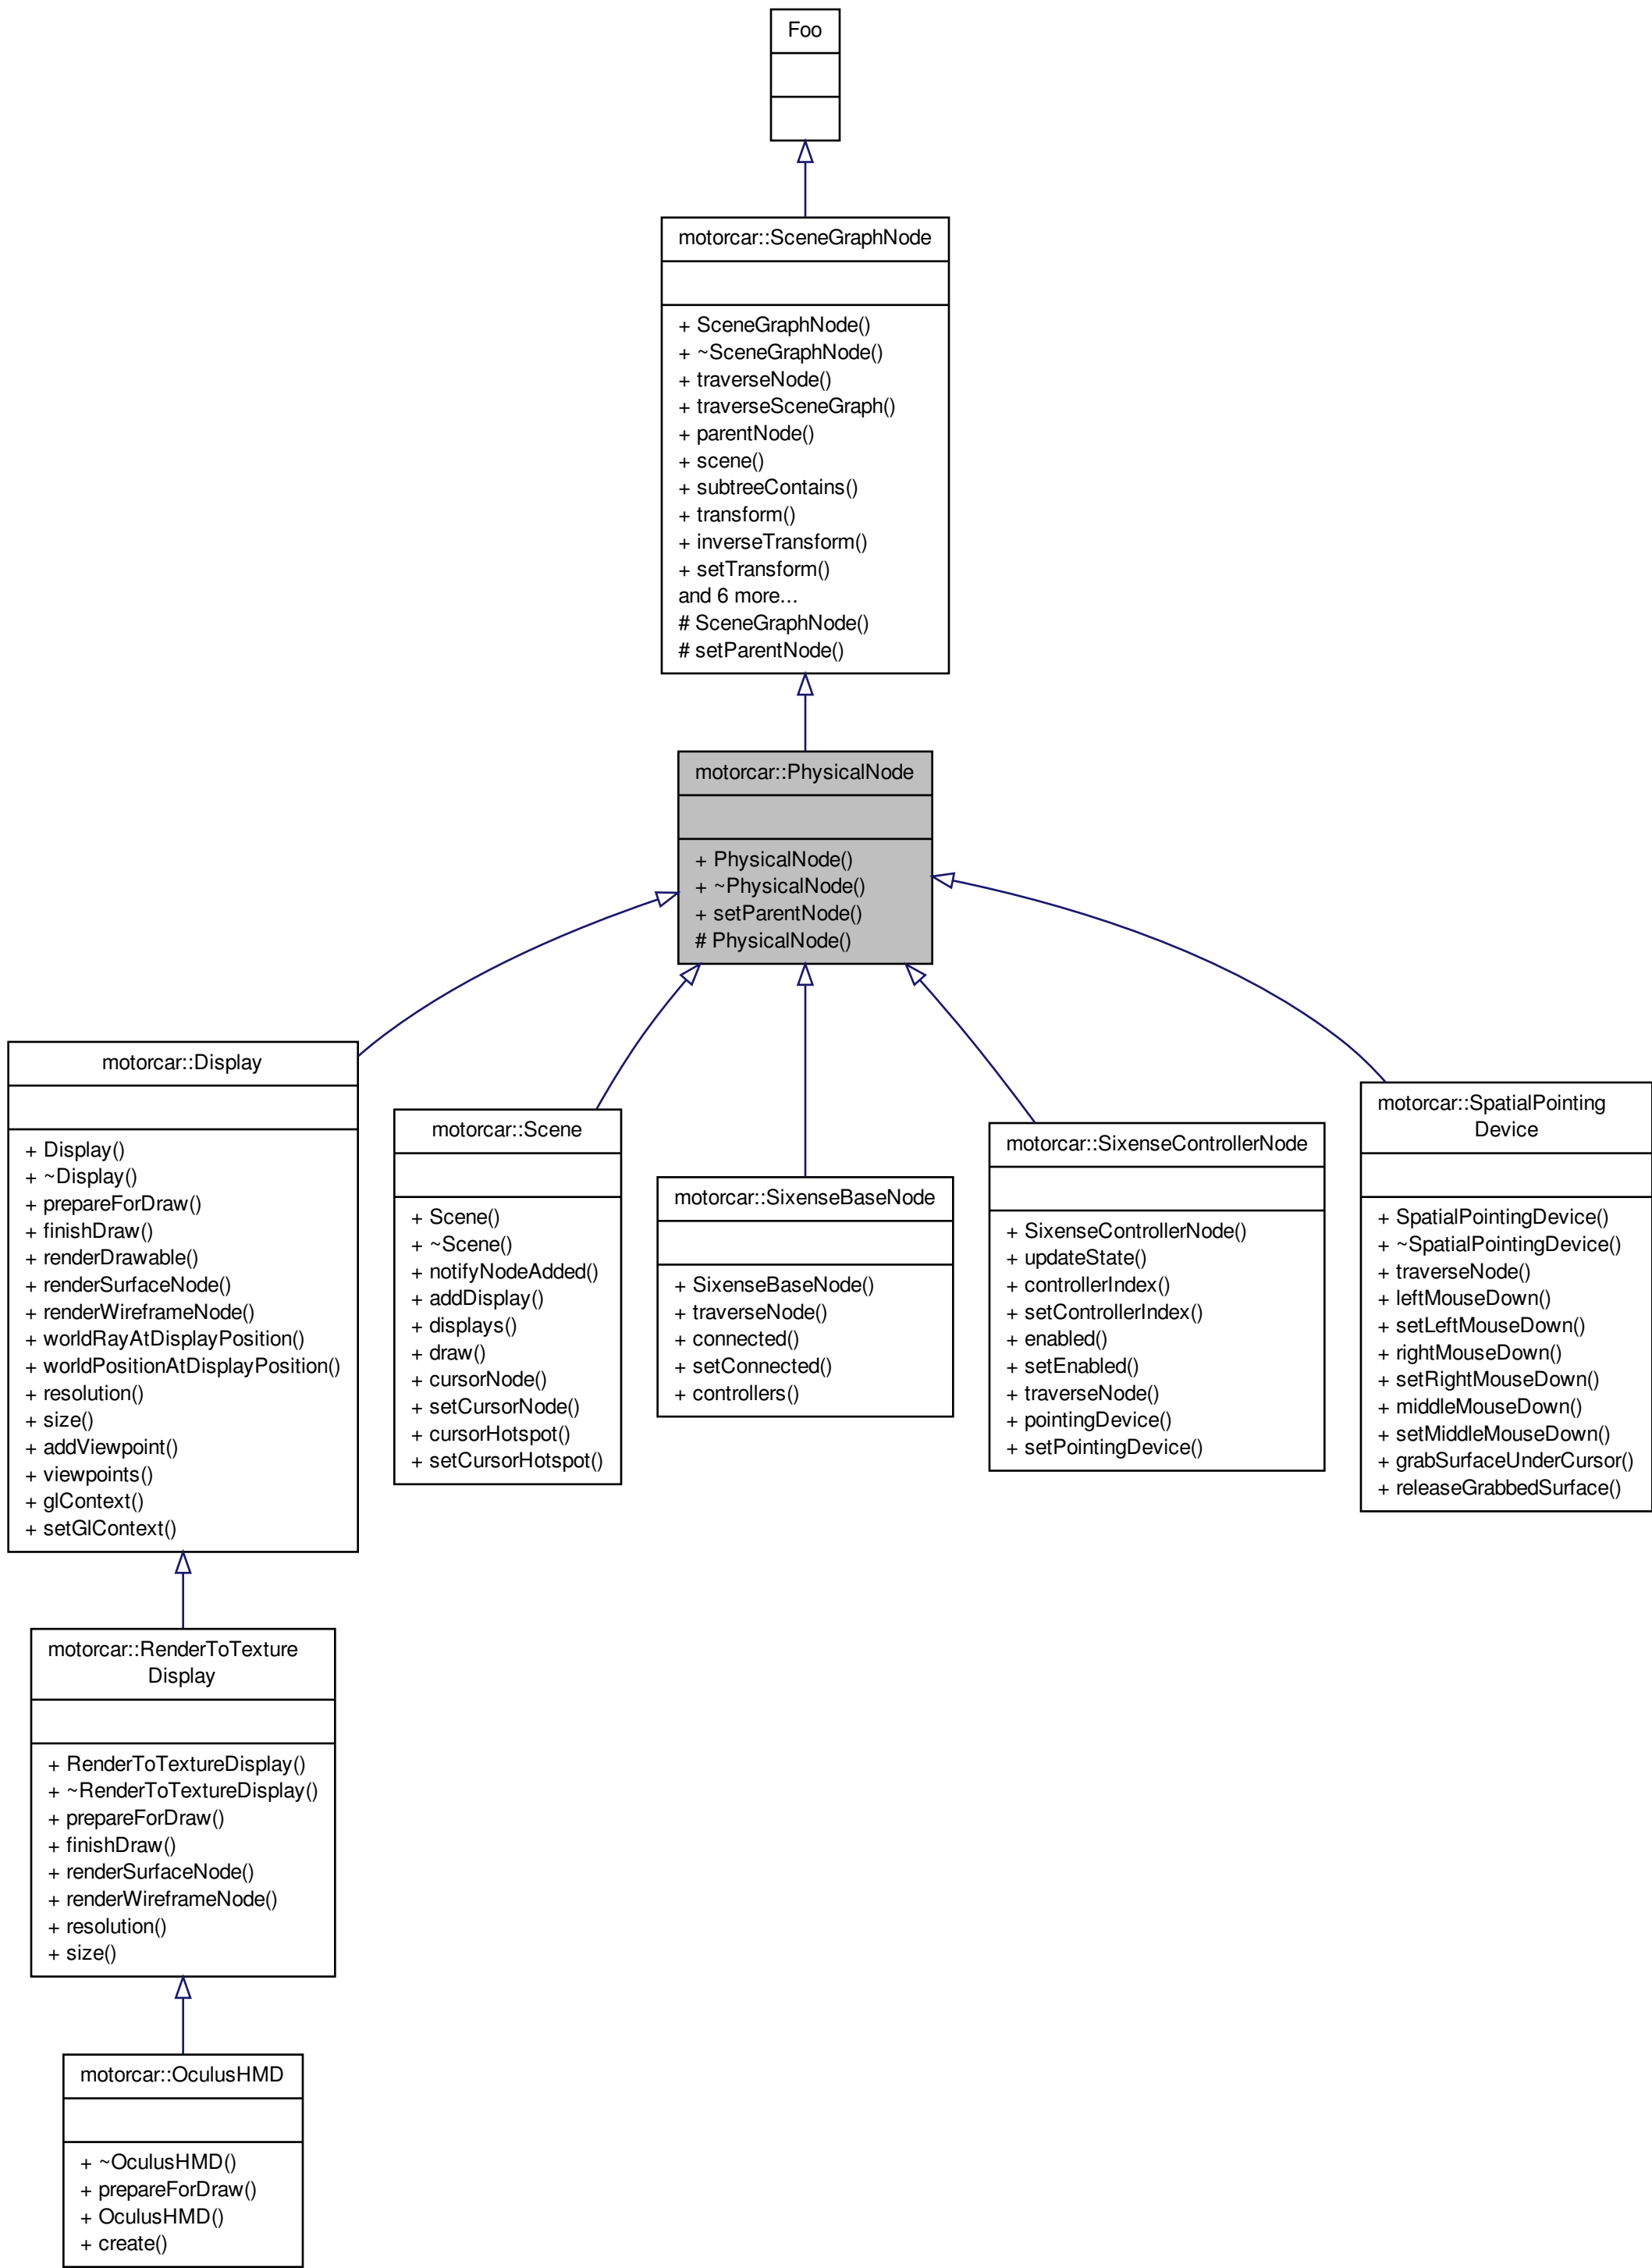 Foo
motorcar::SceneGraphNode
+ SceneGraphNode()
+ ~SceneGraphNode()
+ traverseNode()
+ traverseSceneGraph()
+ parentNode()
+ scene()
+ subtreeContains()
+ transform()
+ inverseTransform()
+ setTransform()
and 6 more...
# SceneGraphNode()
# setParentNode()
motorcar::PhysicalNode
+ PhysicalNode()
+ ~PhysicalNode()
+ setParentNode()
# PhysicalNode()
motorcar::Display
+ Display()
+ ~Display()
+ prepareForDraw()
+ finishDraw()
+ renderDrawable()
+ renderSurfaceNode()
+ renderWireframeNode()
+ worldRayAtDisplayPosition()
+ worldPositionAtDisplayPosition()
+ resolution()
+ size()
+ addViewpoint()
+ viewpoints()
+ glContext()
+ setGlContext()
motorcar::Scene
+ Scene()
+ ~Scene()
+ notifyNodeAdded()
+ addDisplay()
+ displays()
+ draw()
+ cursorNode()
+ setCursorNode()
+ cursorHotspot()
+ setCursorHotspot()
motorcar::SixenseBaseNode
+ SixenseBaseNode()
+ traverseNode()
+ connected()
+ setConnected()
+ controllers()
motorcar::SixenseControllerNode
+ SixenseControllerNode()
+ updateState()
+ controllerIndex()
+ setControllerIndex()
+ enabled()
+ setEnabled()
+ traverseNode()
+ pointingDevice()
+ setPointingDevice()
motorcar::SpatialPointing
Device
+ SpatialPointingDevice()
+ ~SpatialPointingDevice()
+ traverseNode()
+ leftMouseDown()
+ setLeftMouseDown()
+ rightMouseDown()
+ setRightMouseDown()
+ middleMouseDown()
+ setMiddleMouseDown()
+ grabSurfaceUnderCursor()
+ releaseGrabbedSurface()
motorcar::RenderToTexture
Display
+ RenderToTextureDisplay()
+ ~RenderToTextureDisplay()
+ prepareForDraw()
+ finishDraw()
+ renderSurfaceNode()
+ renderWireframeNode()
+ resolution()
+ size()
motorcar::OculusHMD
+ ~OculusHMD()
+ prepareForDraw()
+ OculusHMD()
+ create()